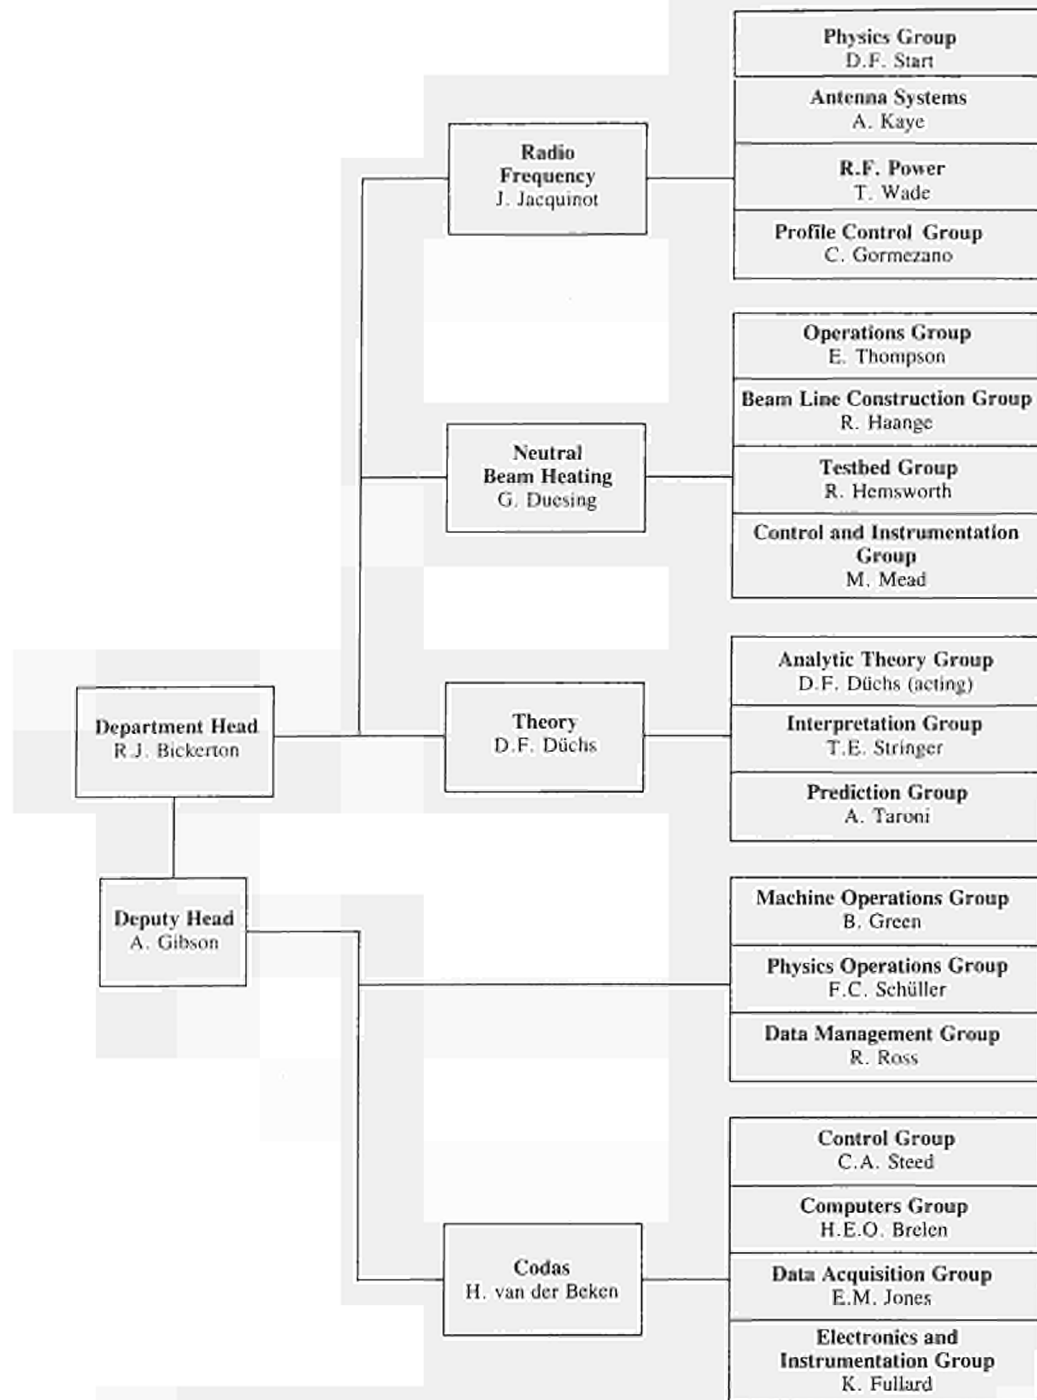 Physics Group
D.F. Start
Antenna Systems
A. Kaye
R.F. Power
T. Wade
Profile Control Group
C. Gormezano
Radio
Frequency
J. Jacquinot
Operations Group
E. Thompson
Beam Line Construction Group
R. Haange
Testbed Group
R. Hemsworth
Control and Instrumentation
Group
M. Mead
Neutral
Beam Heating
G. Duesing
Analytic Theory Group
D.F. Düchs (acting)
Interpretation Group
T.E. Stringer
Prediction Group
A. Taroni
Theory
D.F. Düchs
Department Head
R.J. Bickerton
Deputy Head
A. Gibson
Machine Operations Group
B. Green
Physics Operations Group
F.C. Schüller
Data Management Group
R. Ross
Control Group
C.A. Steed
Computers Group
H.E.O. Brelen
Data Acquisition Group
E.M. Jones
Electronics and
Instrumentation Group
K. Fullard
Codas
H. van der Beken